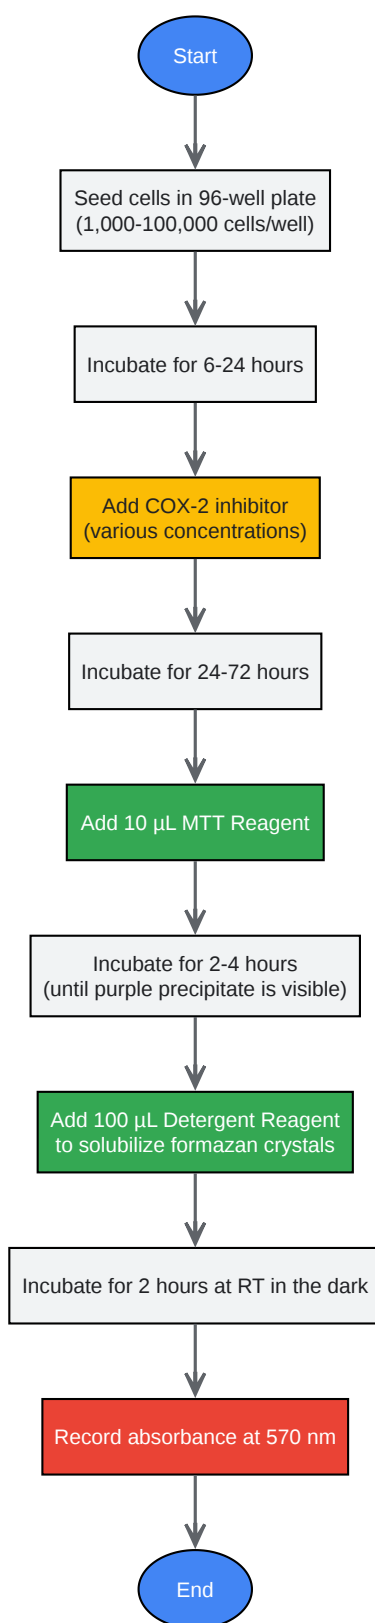 Start
Seed cells in 96-well plate
(1,000-100,000 cells/well)
Incubate for 6-24 hours
Add COX-2 inhibitor
(various concentrations)
Incubate for 24-72 hours
Add 10 µL MTT Reagent
Incubate for 2-4 hours
(until purple precipitate is visible)
Add 100 µL Detergent Reagent
to solubilize formazan crystals
Incubate for 2 hours at RT in the dark
Record absorbance at 570 nm
End